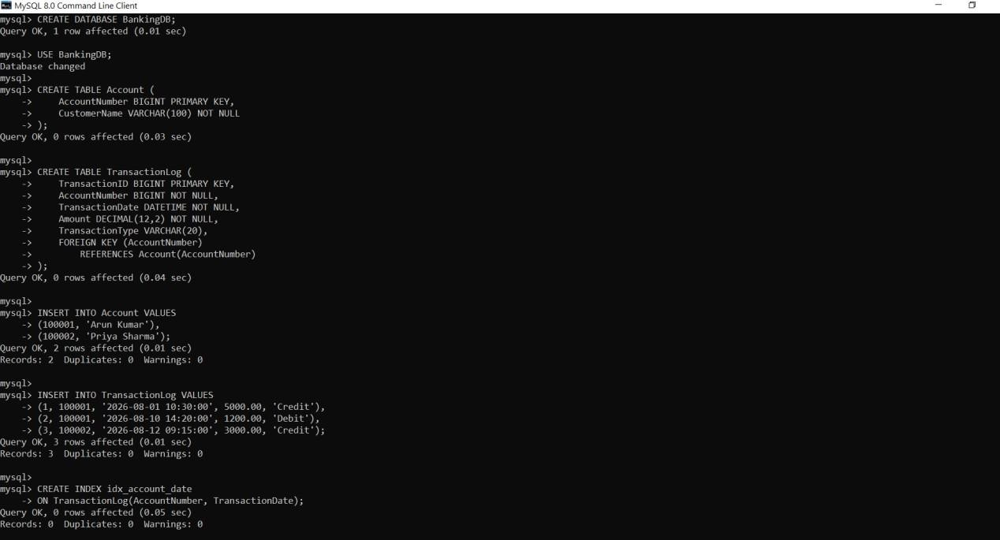 MySQL 8.0 Command Line Client
mysql> CREATE DATABASE BankingDB;
Query OK, 1 row affected (0.01 sec)
mysql> USE BankingDB;
Database changed
mysql>
mysql> CREATE TABLE Account (
    ->     AccountNumber BIGINT PRIMARY KEY,
    ->     CustomerName VARCHAR(100) NOT NULL
    -> );
Query OK, 0 rows affected (0.03 sec)
mysql>
mysql> CREATE TABLE TransactionLog (
    ->     TransactionID BIGINT PRIMARY KEY,
    ->     AccountNumber BIGINT NOT NULL,
    ->     TransactionDate DATETIME NOT NULL,
    ->     Amount DECIMAL(12,2) NOT NULL,
    ->     TransactionType VARCHAR(20),
    ->     FOREIGN KEY (AccountNumber)
    ->         REFERENCES Account(AccountNumber)
    -> );
Query OK, 0 rows affected (0.04 sec)
mysql>
mysql> INSERT INTO Account VALUES
    -> (100001, 'Arun Kumar'),
    -> (100002, 'Priya Sharma');
Query OK, 2 rows affected (0.01 sec)
Records: 2  Duplicates: 0  Warnings: 0
mysql>
mysql> INSERT INTO TransactionLog VALUES
    -> (1, 100001, '2026-08-01 10:30:00', 5000.00, 'Credit'),
    -> (2, 100001, '2026-08-10 14:20:00', 1200.00, 'Debit'),
    -> (3, 100002, '2026-08-12 09:15:00', 3000.00, 'Credit');
Query OK, 3 rows affected (0.01 sec)
Records: 3  Duplicates: 0  Warnings: 0
mysql>
mysql> CREATE INDEX idx_account_date
    -> ON TransactionLog(AccountNumber, TransactionDate);
Query OK, 0 rows affected (0.05 sec)
Records: 0  Duplicates: 0  Warnings: 0